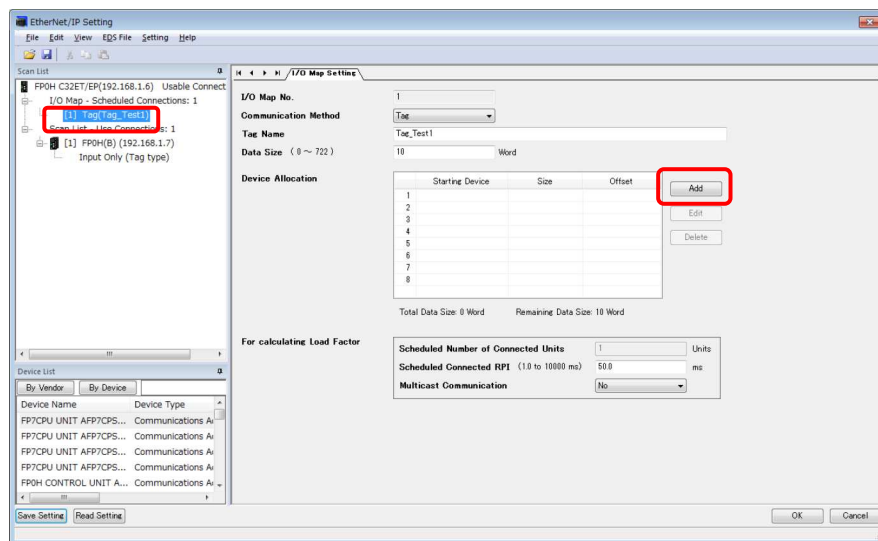 EtherNet/IP Setting
File Edit View EDS File Setting Help
Scan List
FP0H C32ET/EP(192.168.1.6) Usable Connect
I/O Map - Scheduled Connections: 1
[1] Tag(Tag_Test1)
Scan List - Use Connections: 1
[1] FP0H(B) (192.168.1.7)
Input Only (Tag type)
I/O Map Setting
I/O Map No. 1
Communication Method Tag
Tag Name Tag_Test1
Data Size ( 0 ~ 722 ) 10 Word
Device Allocation
Starting Device Size Offset
1
2
3
4
5
6
7
8
Add
Edit
Delete
Total Data Size: 0 Word Remaining Data Size: 10 Word
For calculating Load Factor
Scheduled Number of Connected Units 1 Units
Scheduled Connected RPI (1.0 to 10000 ms) 50.0 ms
Multicast Communication No
Device List
By Vendor By Device
Device Name Device Type
FP7CPU UNIT AFP7CPS... Communications A
FP7CPU UNIT AFP7CPS... Communications A
FP7CPU UNIT AFP7CPS... Communications A
FP7CPU UNIT AFP7CPS... Communications A
FP0H CONTROL UNIT A... Communications A
Save Setting Read Setting
OK Cancel